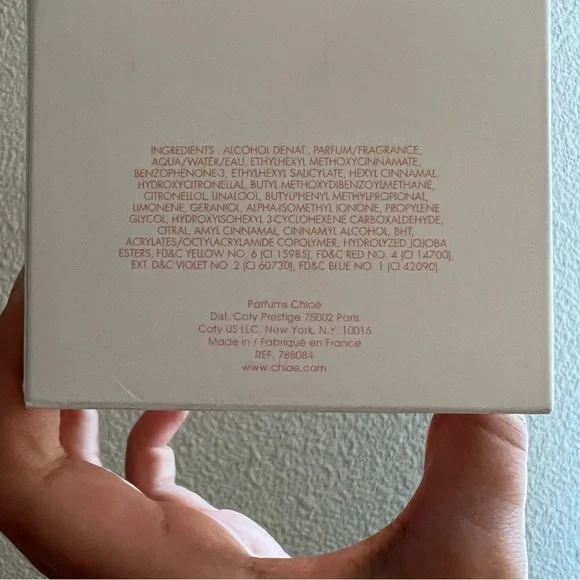 INGREDIENTS : ALCOHOL DENAT., PARFUM/FRAGRANCE,
AQUA/WATER/EAU, ETHYLHEXYL METHOXYCINNAMATE,
BENZOPHENONE-3, ETHYLHEXYL SALICYLATE, HEXYL CINNAMAL,
HYDROXYCITRONELLAL, BUTYL METHOXYDIBENZOYLMETHANE,
CITRONELLOL, LINALOOL, BUTYLPHENYL METHYLPROPIONAL,
LIMONENE, GERANIOL, ALPHA-ISOMETHYL IONONE, PROPYLENE
GLYCOL, HYDROXYISOHEXYL 3-CYCLOHEXENE CARBOXALDEHYDE,
CITRAL, AMYL CINNAMAL, CINNAMYL ALCOHOL, BHT,
ACRYLATES/OCTYLACRYLAMIDE COPOLYMER, HYDROLYZED JOJOBA
ESTERS, FD&C YELLOW NO. 6 (CI 15985), FD&C RED NO. 4 (CI 14700),
EXT. D&C VIOLET NO. 2 (CI 60730), FD&C BLUE NO. 1 (CI 42090).
Parfums Chloé
Dist. Coty Prestige 75002 Paris
Coty US LLC, New York, N.Y. 10016
Made in / Fabriqué en France
REF. 788084
www.chloe.com